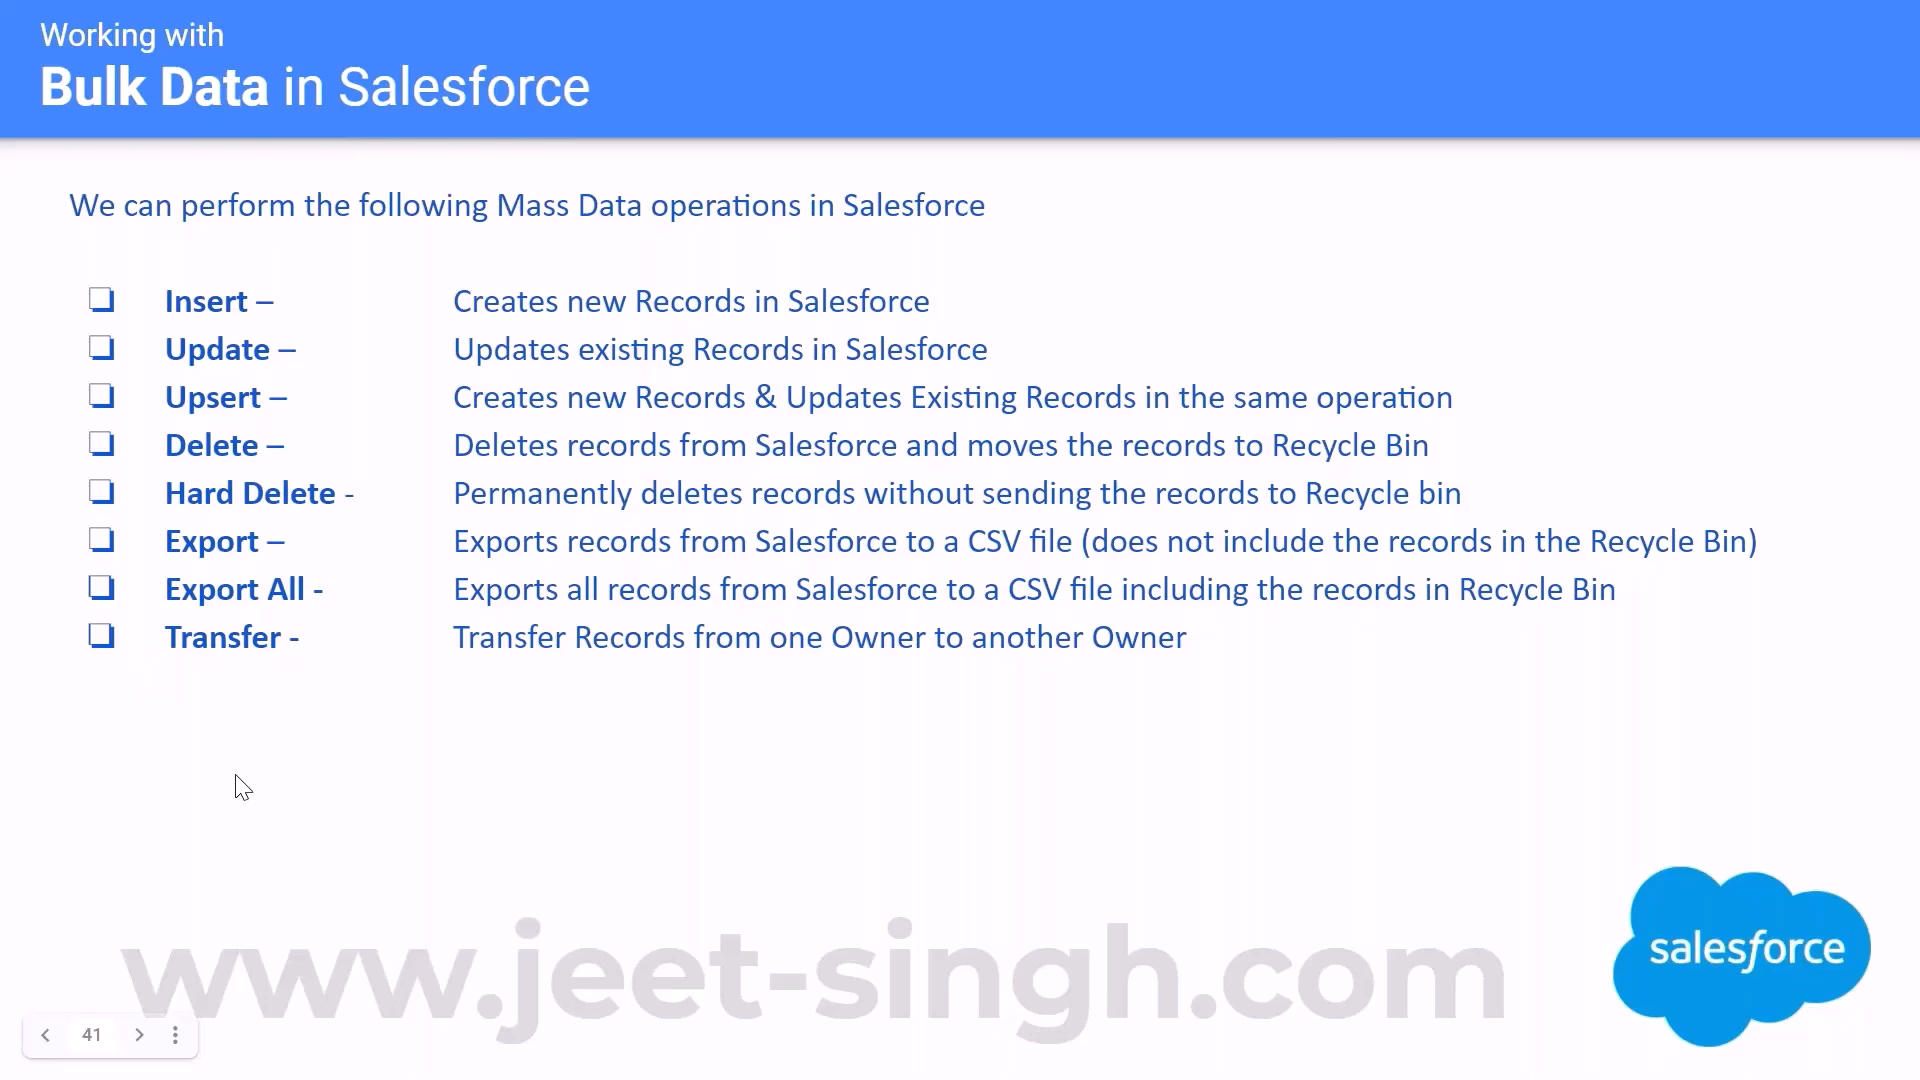 Working with
Bulk Data in Salesforce
We can perform the following Mass Data operations in Salesforce
❏ Insert – Creates new Records in Salesforce
❏ Update – Updates existing Records in Salesforce
❏ Upsert – Creates new Records & Updates Existing Records in the same operation
❏ Delete – Deletes records from Salesforce and moves the records to Recycle Bin
❏ Hard Delete - Permanently deletes records without sending the records to Recycle bin
❏ Export – Exports records from Salesforce to a CSV file (does not include the records in the Recycle Bin)
❏ Export All - Exports all records from Salesforce to a CSV file including the records in Recycle Bin
❏ Transfer - Transfer Records from one Owner to another Owner
www.jeet-singh.com
salesforce
41